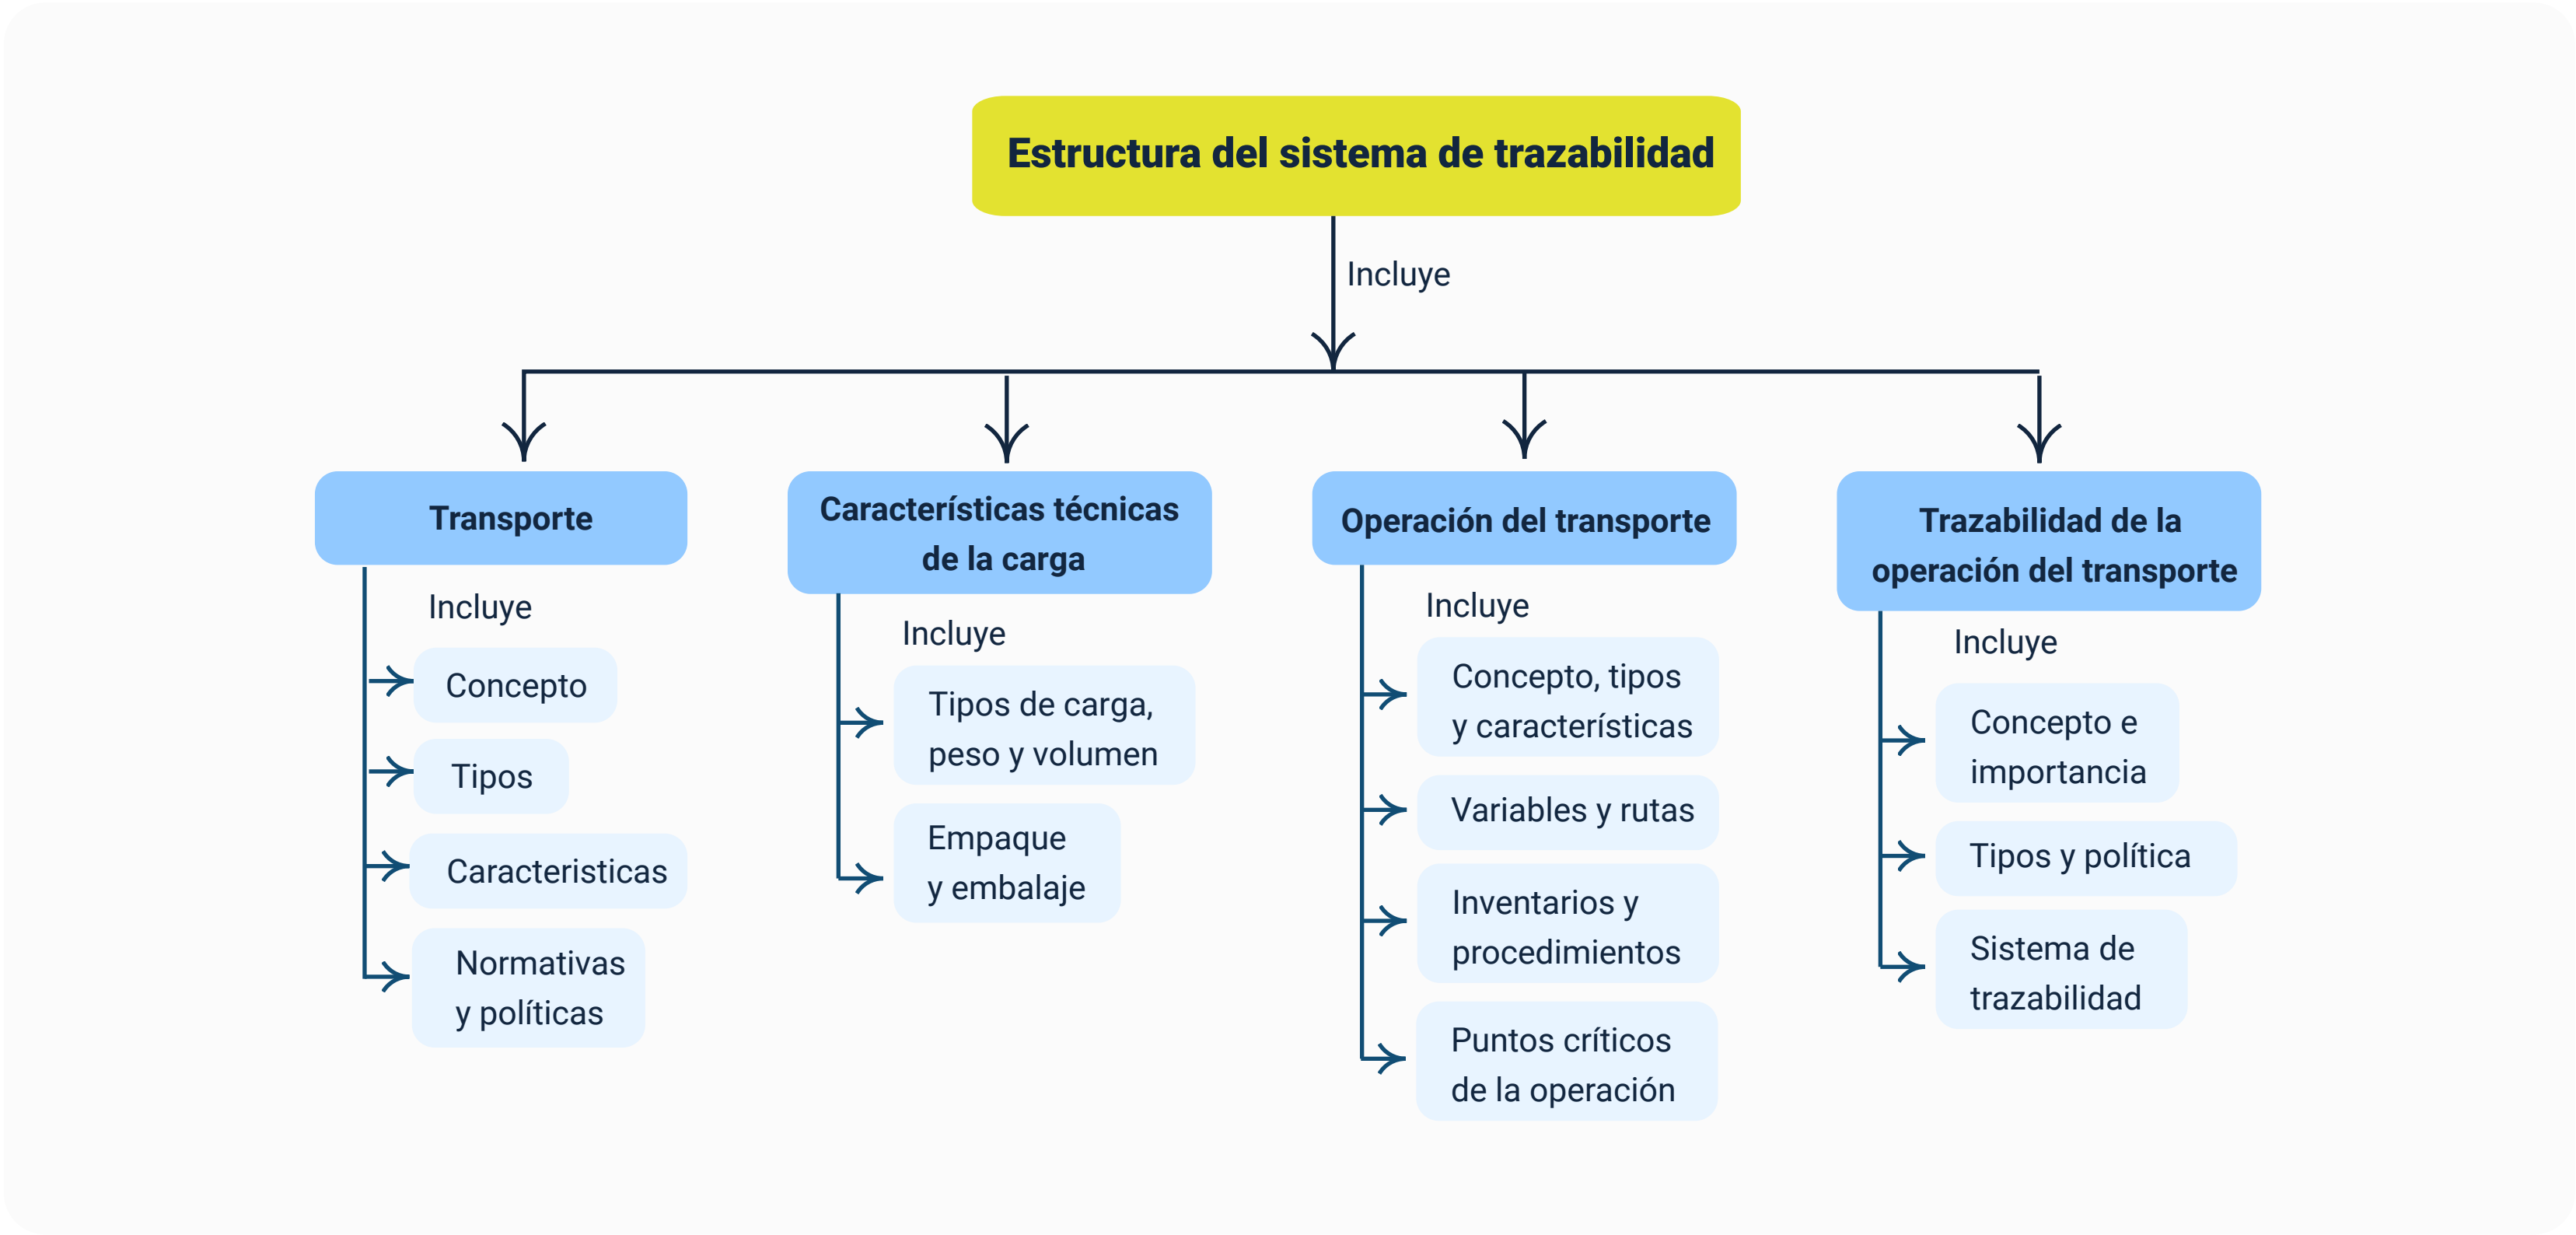 Estructura del sistema de trazabilidad
Incluye
Transporte
Incluye
Concepto
Tipos
Caracteristicas
Normativas
y políticas
Características técnicas
de la carga
Incluye
Tipos de carga,
peso y volumen
Empaque
y embalaje
Operación del transporte
Incluye
Concepto, tipos
y características
Variables y rutas
Inventarios y
procedimientos
Puntos críticos
de la operación
Trazabilidad de la
operación del transporte
Incluye
Concepto e
importancia
Tipos y política
Sistema de
trazabilidad